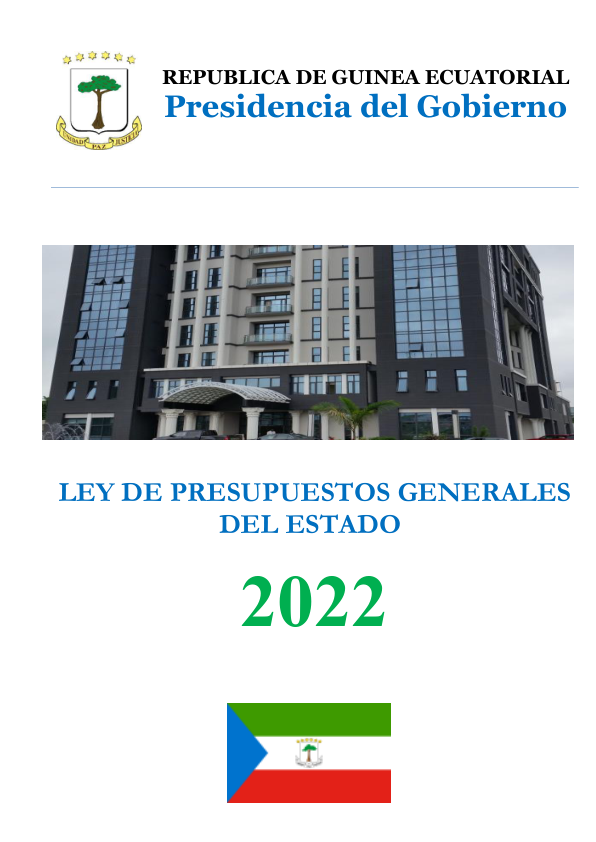 REPUBLICA DE GUINEA ECUATORIAL
Presidencia del Gobierno
UNIDAD PAZ JUSTICIA
LEY DE PRESUPUESTOS GENERALES
DEL ESTADO
2022